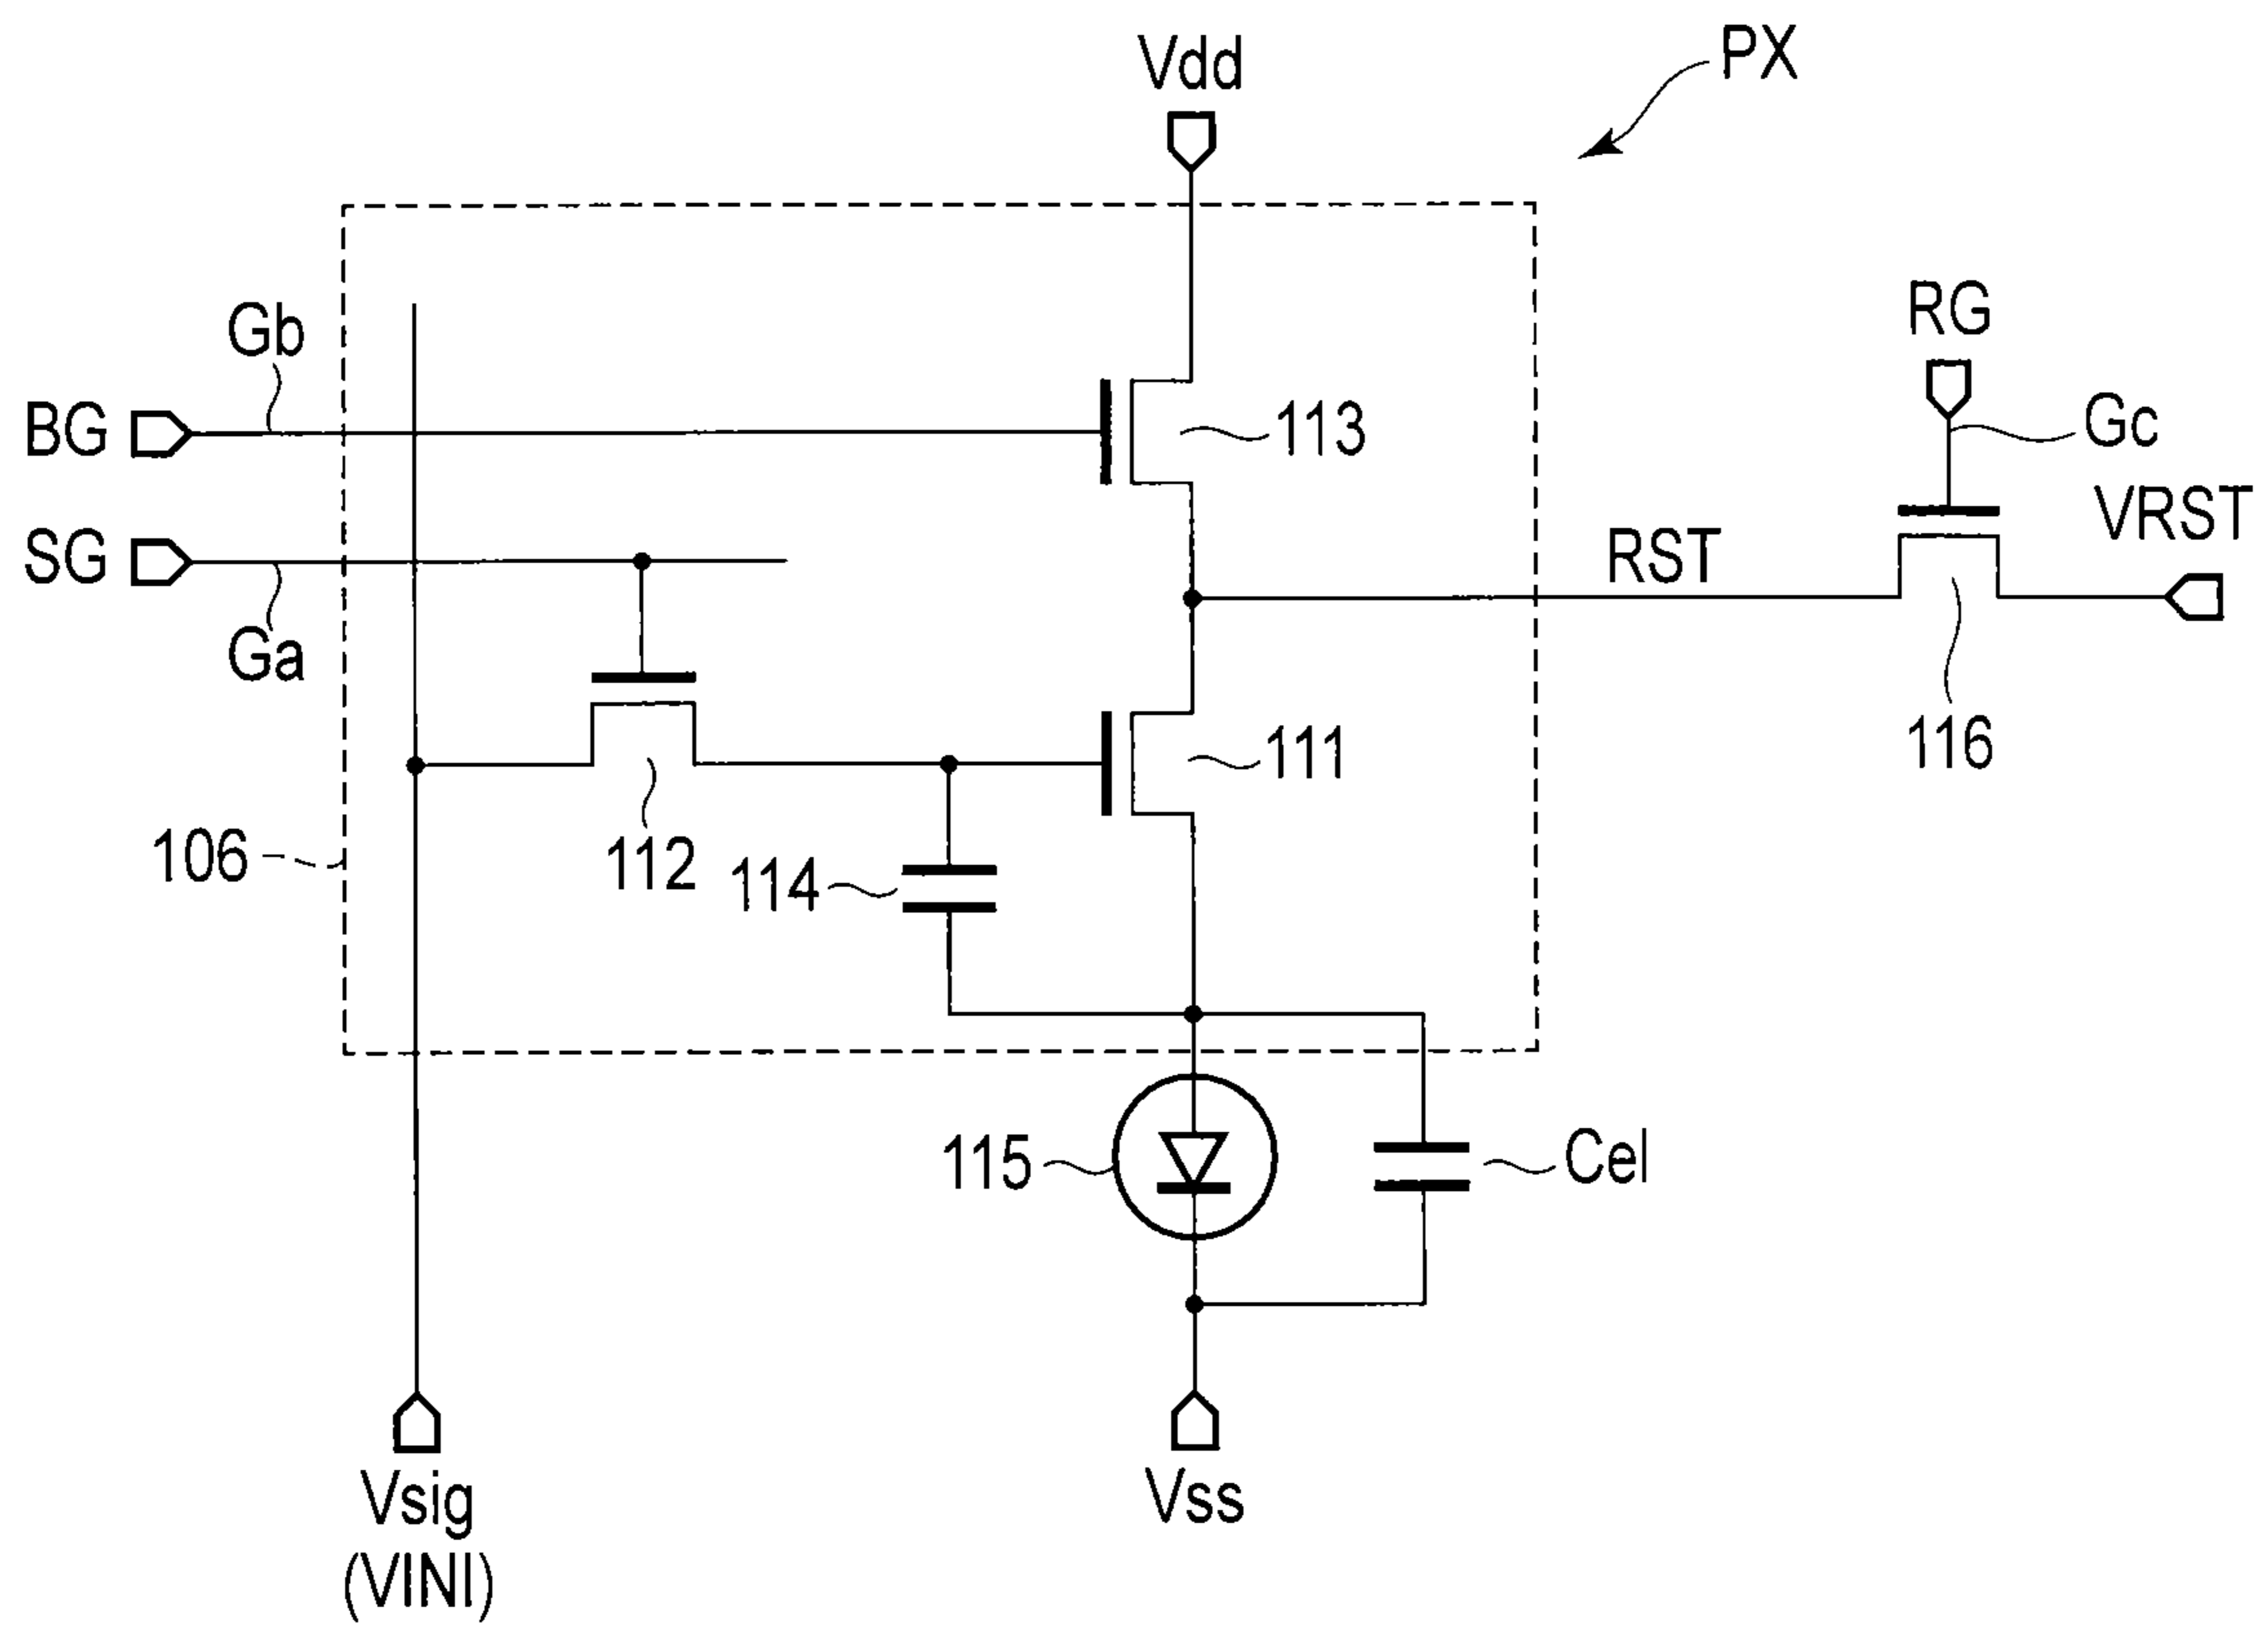 PX
Vdd
RG
Gb
BG
113
Gc
VRST
SG
RST
Ga
111
116
106
112
114
115
Cel
Vsig
(VINI)
Vss